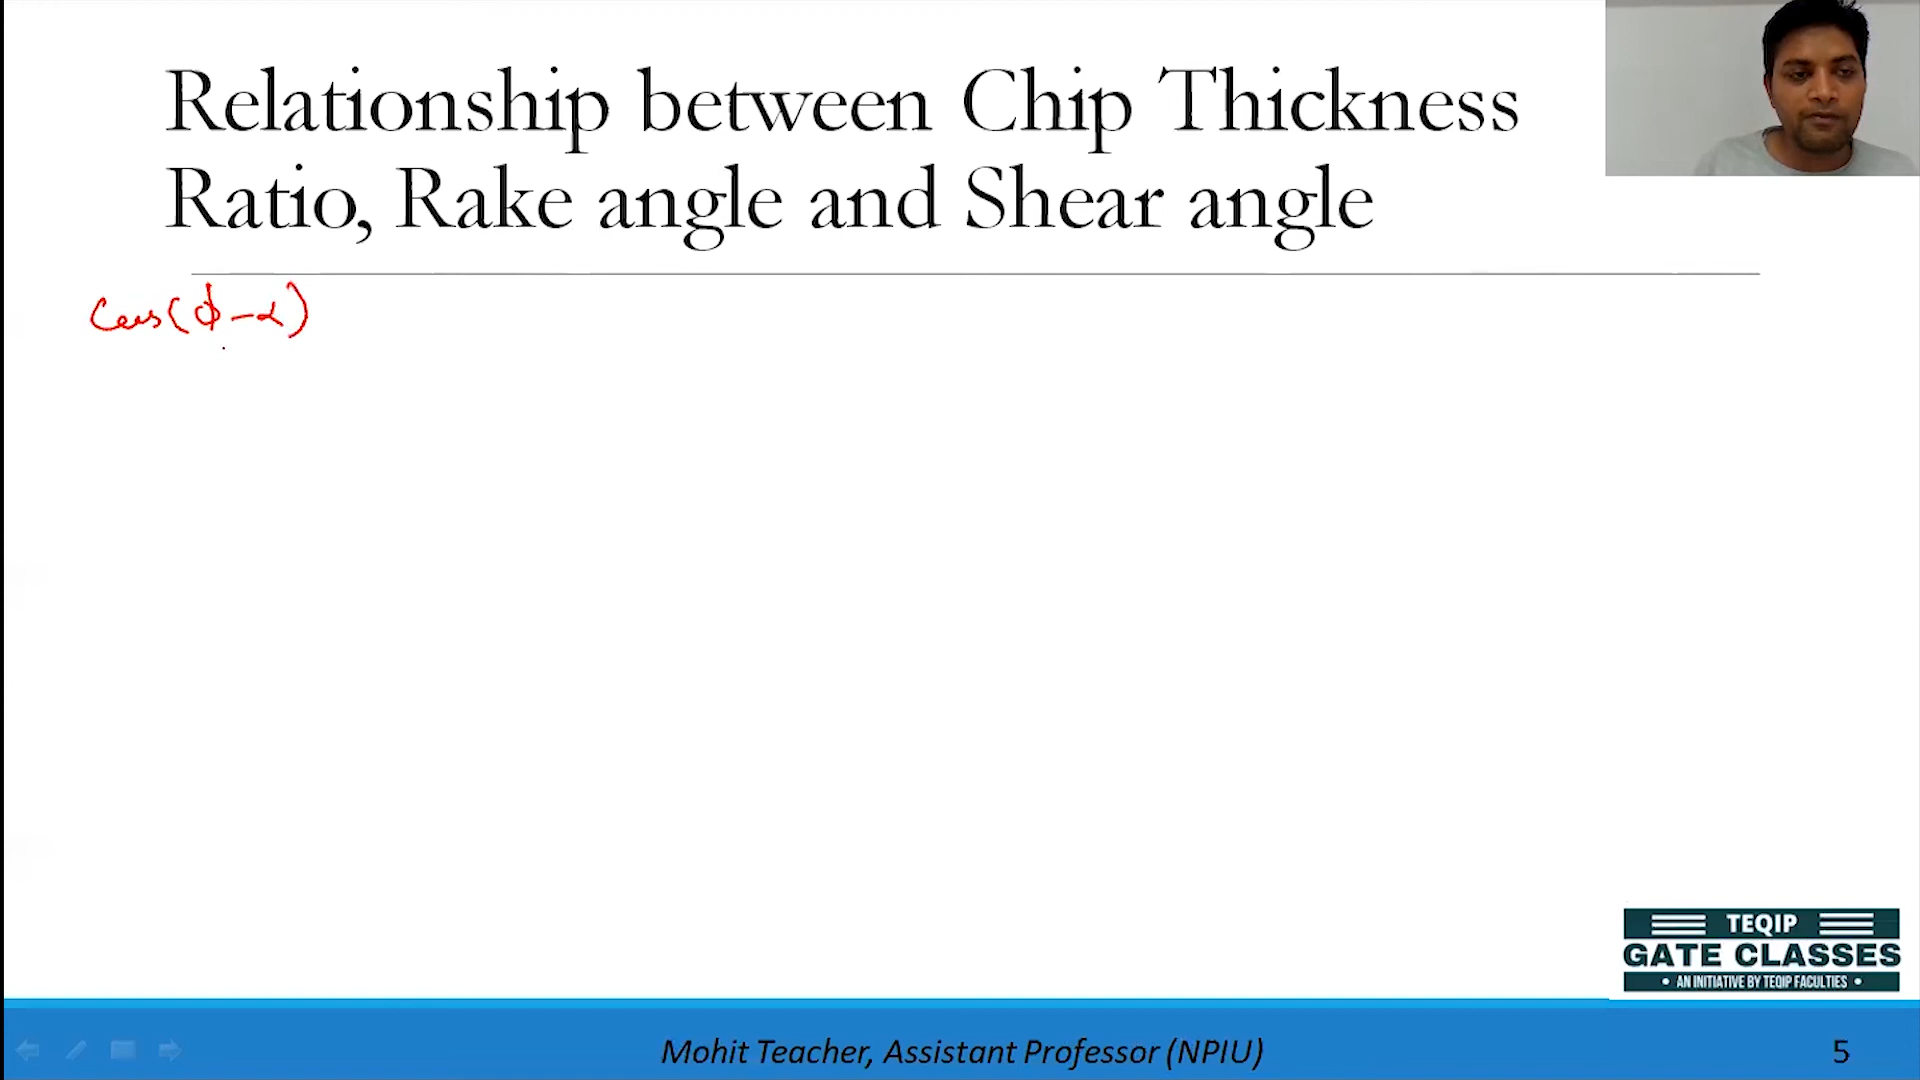 Relationship between Chip Thickness
Ratio, Rake angle and Shear angle
Cos(ϕ-α)
TEQIP
GATE CLASSES
• AN INITIATIVE BY TEQIP FACULTIES •
Mohit Teacher, Assistant Professor (NPIU)
5